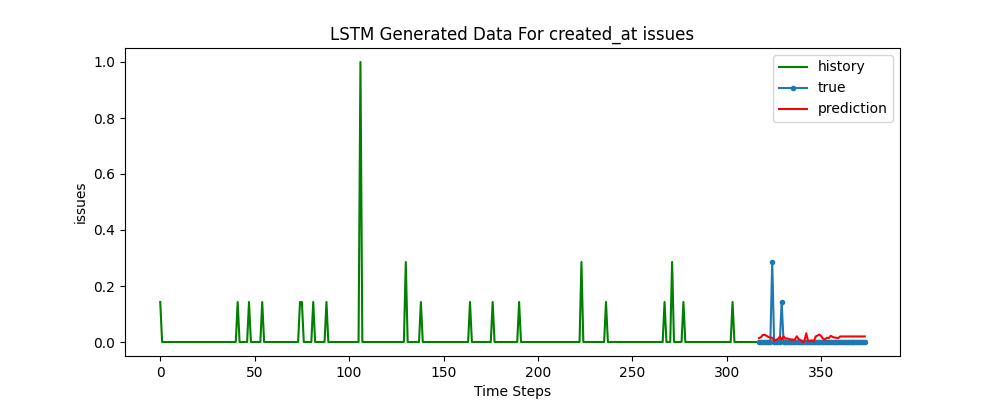 LSTM Generated Data For created_at issues
1.0
0.8
0.6
0.4
0.2
0.0
issues
0 50 100 150 200 250 300 350
Time Steps
history
true
prediction